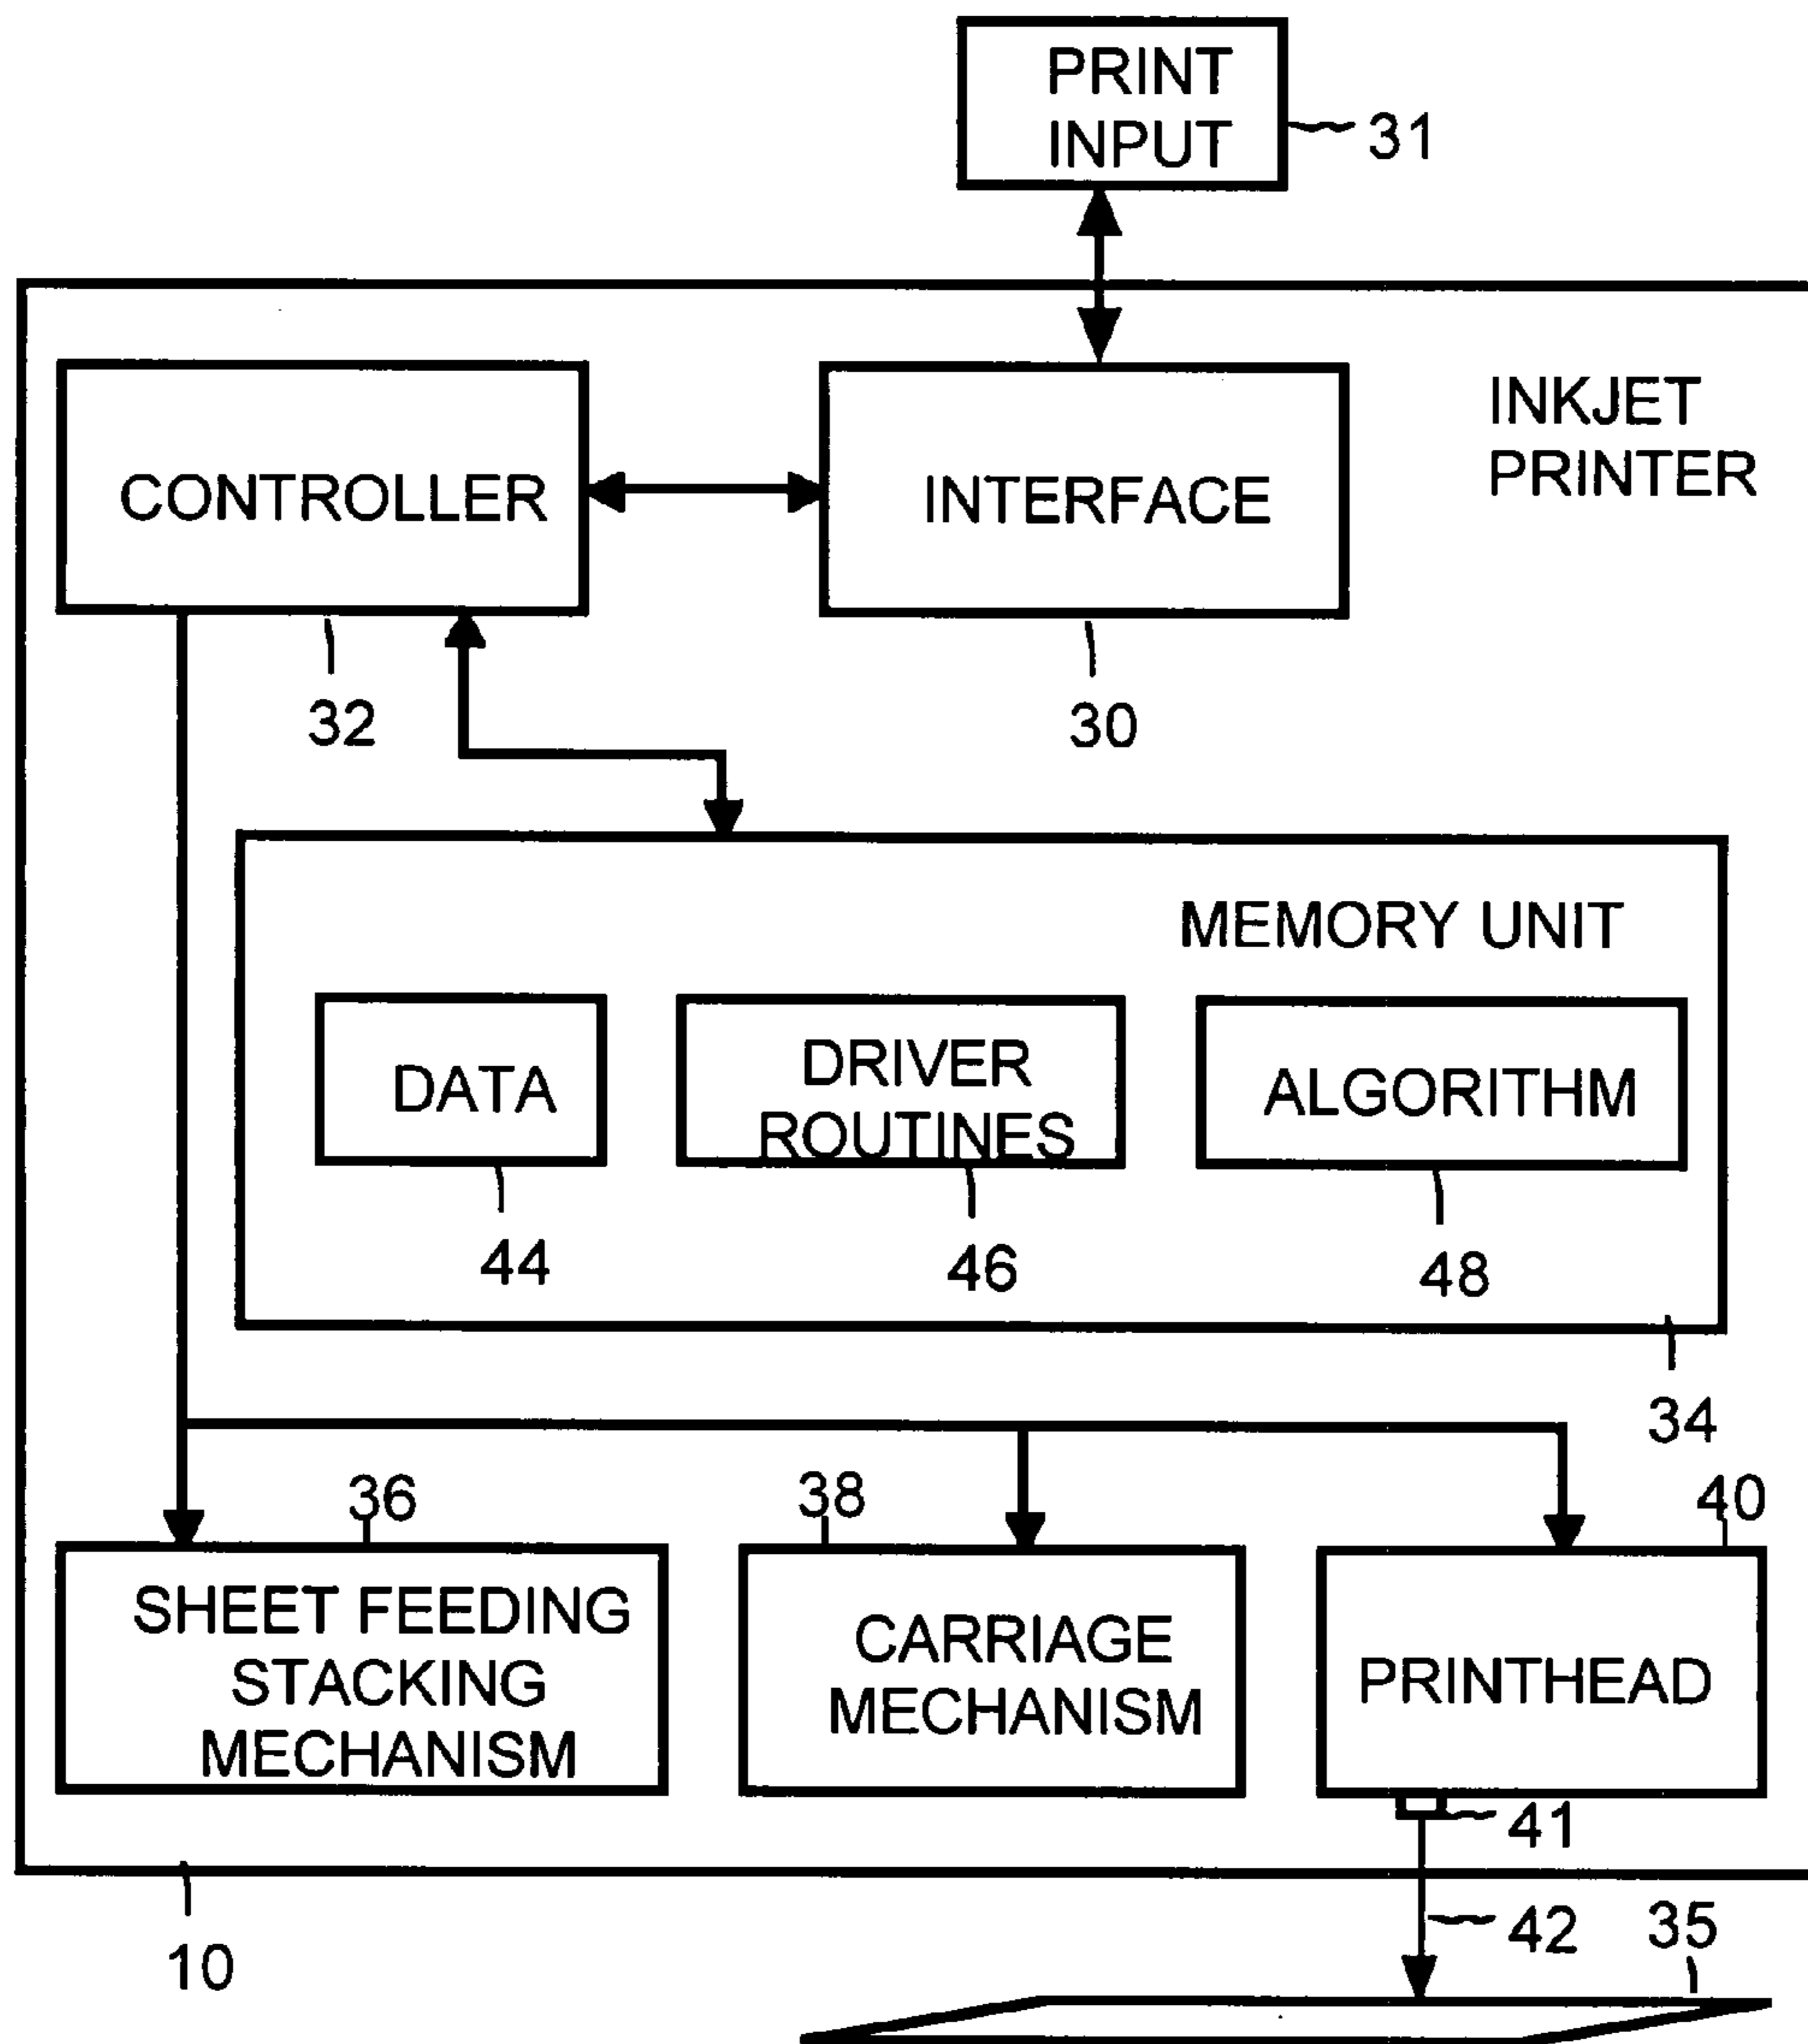 PRINT
INPUT
31
INKJET
PRINTER
CONTROLLER
INTERFACE
32
30
MEMORY UNIT
DATA
DRIVER
ROUTINES
ALGORITHM
44
46
48
34
36
38
40
SHEET FEEDING
STACKING
MECHANISM
CARRIAGE
MECHANISM
PRINTHEAD
41
42
35
10